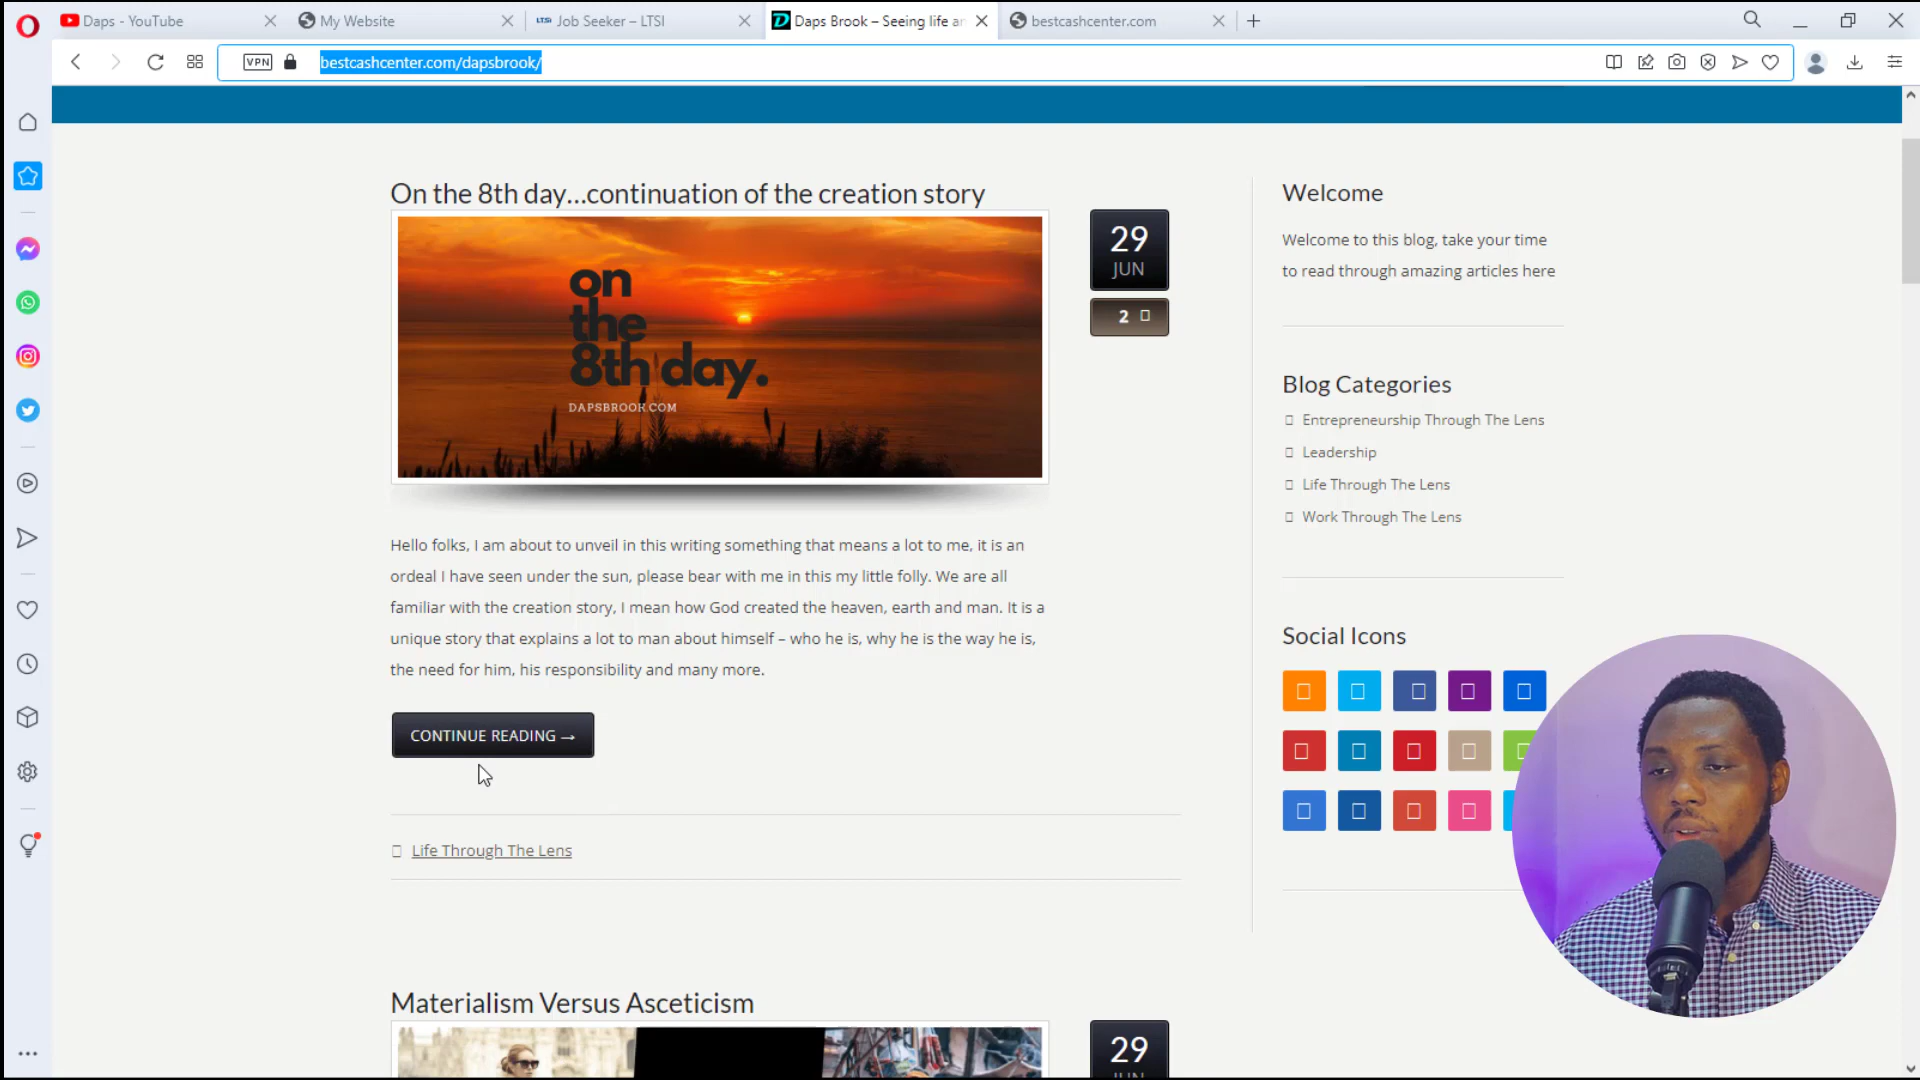 Daps - YouTube
My Website
LTSI Job Seeker – LTSI
Daps Brook – Seeing life ar
bestcashcenter.com
VPN
bestcashcenter.com/dapsbrook/
On the 8th day...continuation of the creation story
on
the
8th day.
DAPSBROOK.COM
29
JUN
2
Hello folks, I am about to unveil in this writing something that means a lot to me, it is an
ordeal I have seen under the sun, please bear with me in this my little folly. We are all
familiar with the creation story, I mean how God created the heaven, earth and man. It is a
unique story that explains a lot to man about himself – who he is, why he is the way he is,
the need for him, his responsibility and many more.
CONTINUE READING →
Life Through The Lens
Materialism Versus Asceticism
29
JUN
Welcome
Welcome to this blog, take your time
to read through amazing articles here
Blog Categories
Entrepreneurship Through The Lens
Leadership
Life Through The Lens
Work Through The Lens
Social Icons